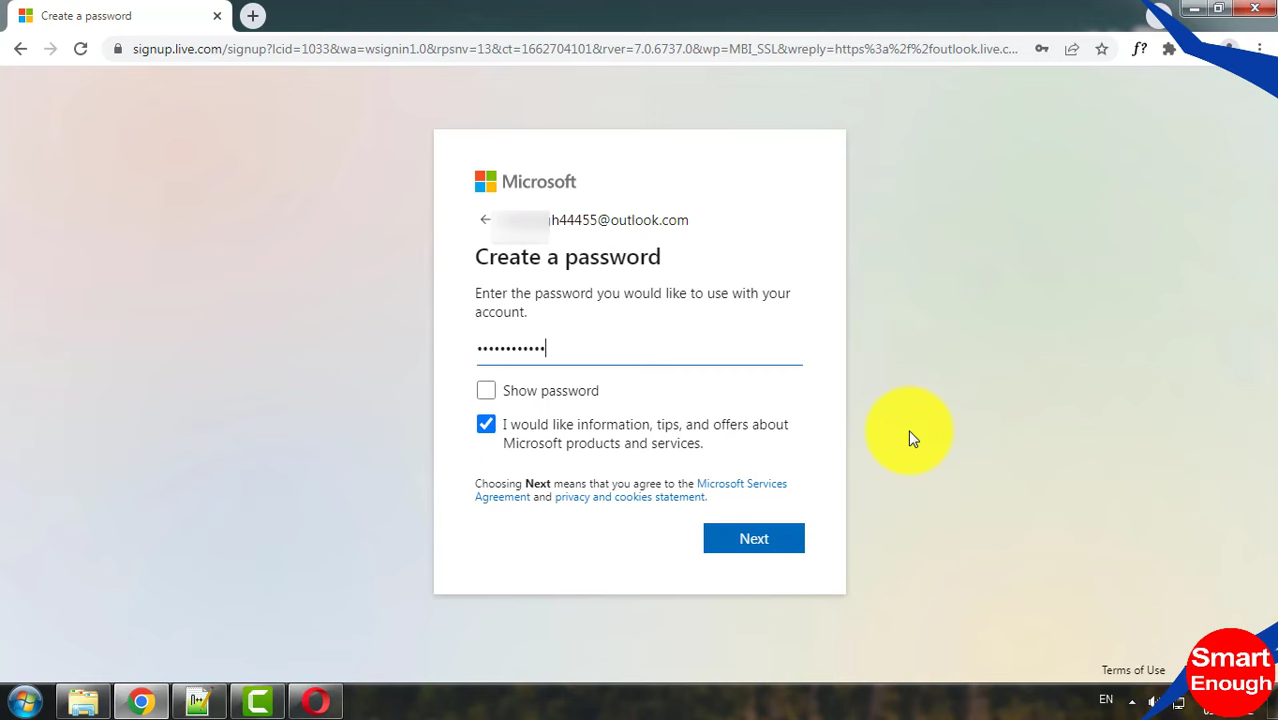 Create a password
signup.live.com/signup?lcid=1033&wa=wsignin1.0&rpsnv=13&ct=1662704101&rver=7.0.6737.0&wp=MBI_SSL&wreply=https%3a%2f%2foutlook.live.c...
f?
Microsoft
h44455@outlook.com
Create a password
Enter the password you would like to use with your
account.
••••••••••••
Show password
I would like information, tips, and offers about
Microsoft products and services.
Choosing Next means that you agree to the Microsoft Services
Agreement and privacy and cookies statement.
Next
Terms of Use
Smart
Enough
EN